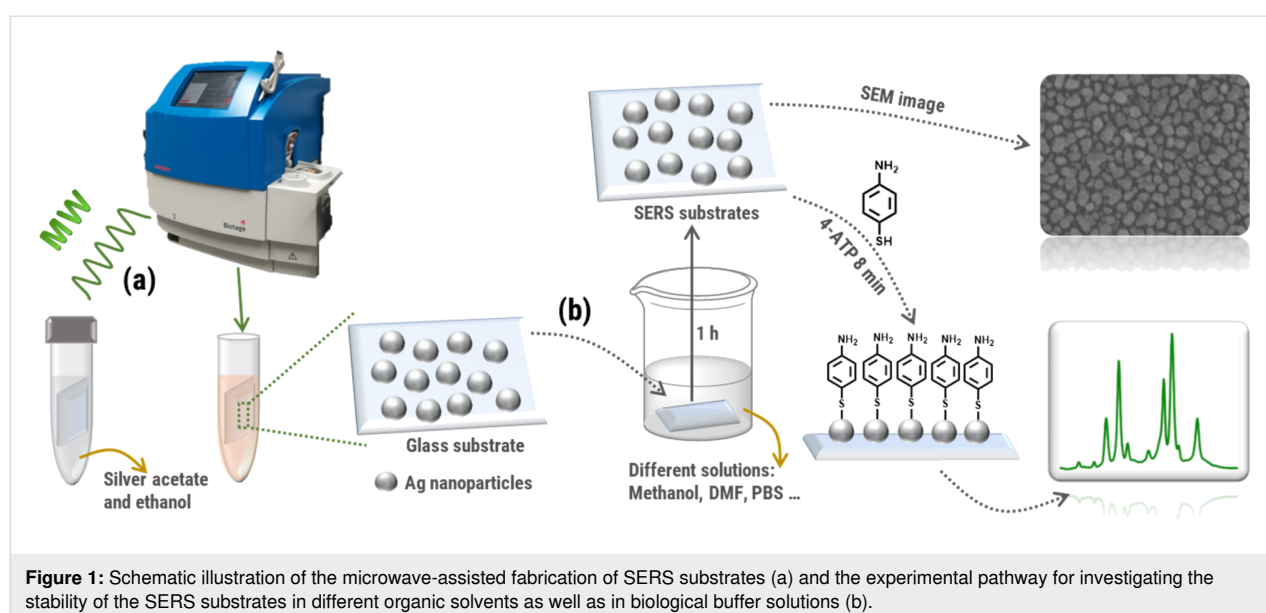 MW
(a)
Biotage
Silver acetate
and ethanol
Glass substrate
Ag nanoparticles
(b)
1 h
Different solutions:
Methanol, DMF, PBS ...
SERS substrates
SEM image
NH₂
SH
4-ATP 8 min
NH₂ NH₂ NH₂ NH₂ NH₂
S S S S S
Figure 1: Schematic illustration of the microwave-assisted fabrication of SERS substrates (a) and the experimental pathway for investigating the
stability of the SERS substrates in different organic solvents as well as in biological buffer solutions (b).